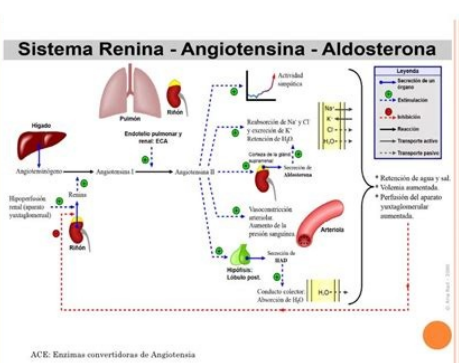 Sistema Renina - Angiotensina - Aldosterona
Leyenda
Secreción de un
órgano
Estimulación
Inhibición
Reacción
Transporte activo
Transporte pasivo
Actividad
simpática
Pulmón
Riñón
Hígado
Endotelio pulmonar y
renal: ECA
Reabsorción de Na⁺ y Cl⁻
y excreción de K⁺
Retención de H₂O
Na⁺
K⁺
Cl⁻
H₂O
Corteza de la glánd.
suprarrenal
Secreción de
Aldosterona
Angiotensinógeno
Angiotensina I
Angiotensina II
Renina
Hipoperfusión
renal (aparato
yuxtaglomerual)
Riñón
Vasoconstricción
arteriolar.
Aumento de la
presión sanguínea.
Arteriola
* Retención de agua y sal.
* Volemia aumentada.
* Perfusión del aparato
yuxtaglomerular
aumentada.
Secreción de
HAD
Hipófisis:
Lóbulo post.
Conducto colector:
Absorción de H₂O
H₂O
ACE: Enzimas convertidoras de Angiotensia